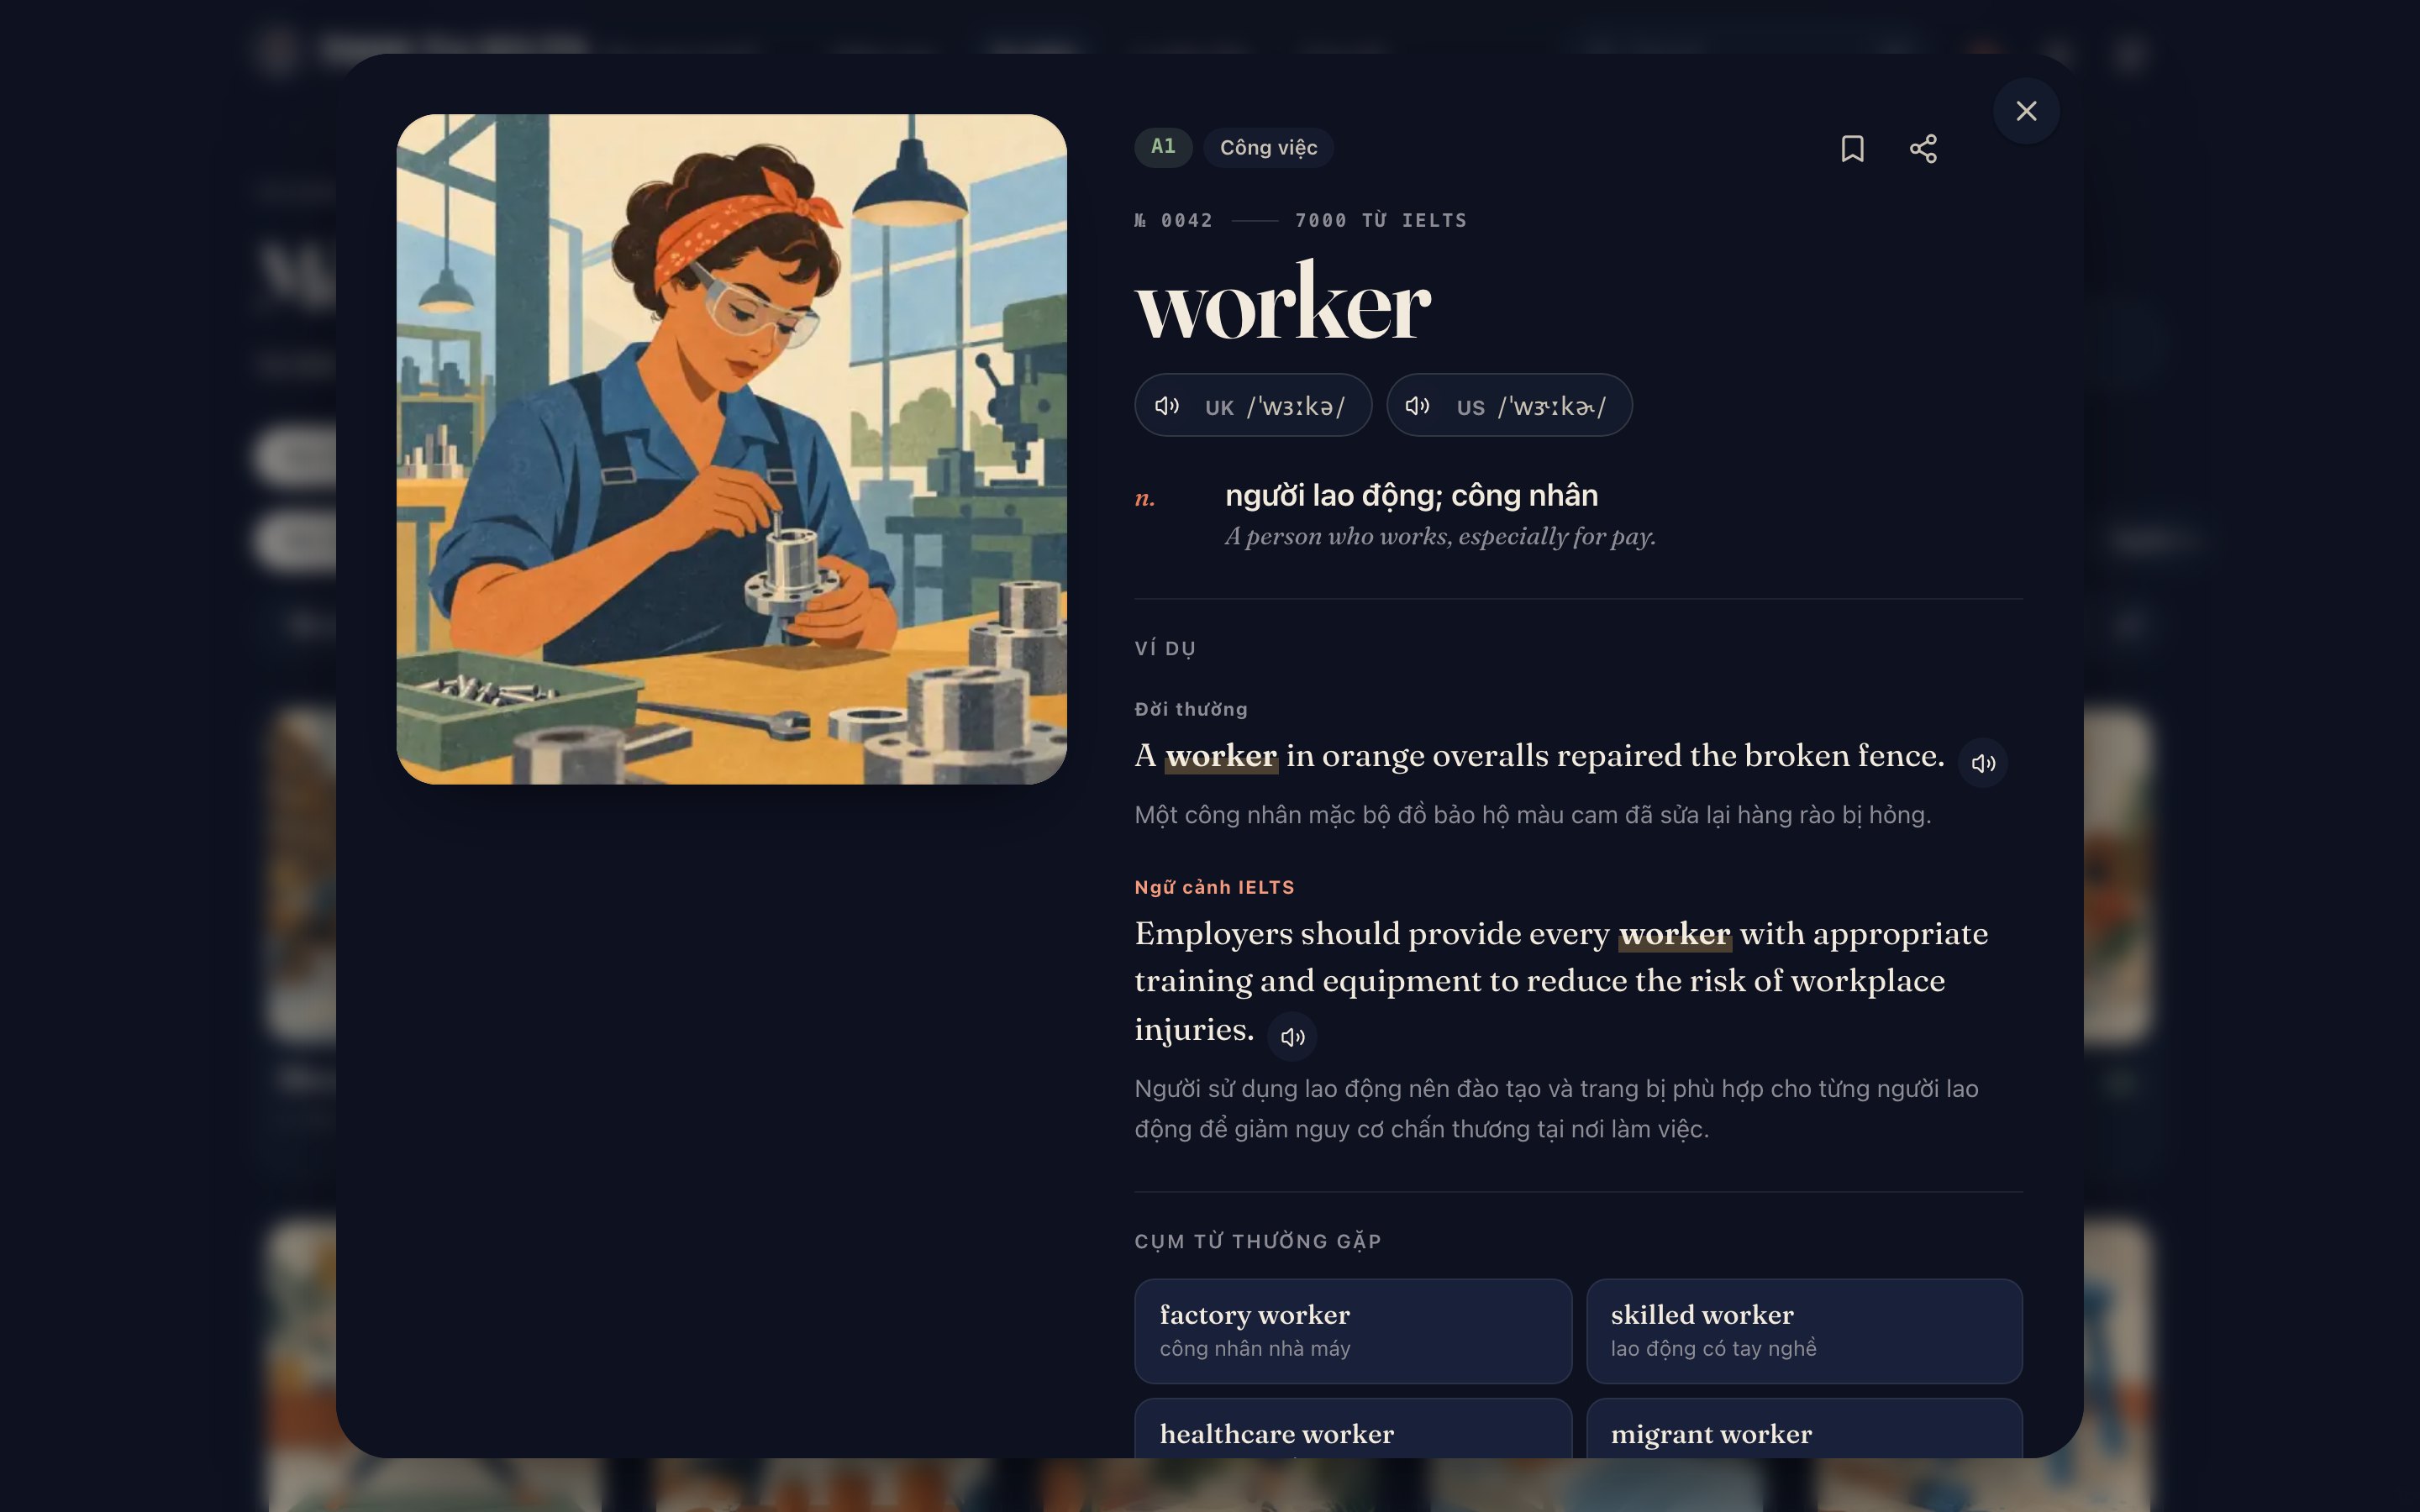 A1 Công việc
№ 0042 7000 TỪ IELTS
worker
UK /ˈwɜːkə/ US /ˈwɝːkɚ/
n. người lao động; công nhân
A person who works, especially for pay.
VÍ DỤ
Đời thường
A worker in orange overalls repaired the broken fence.
Một công nhân mặc bộ đồ bảo hộ màu cam đã sửa lại hàng rào bị hỏng.
Ngữ cảnh IELTS
Employers should provide every worker with appropriate
training and equipment to reduce the risk of workplace
injuries.
Người sử dụng lao động nên đào tạo và trang bị phù hợp cho từng người lao
động để giảm nguy cơ chấn thương tại nơi làm việc.
CỤM TỪ THƯỜNG GẶP
factory worker
công nhân nhà máy
skilled worker
lao động có tay nghề
healthcare worker
migrant worker